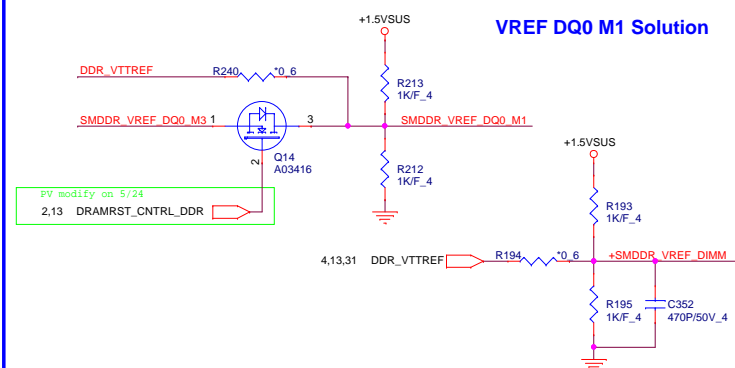 VREF DQ0 M1 Solution
+1.5VSUS
DDR_VTTREF
R240
*0_6
R213
1K/F_4
SMDDR_VREF_DQ0_M3
1
3
SMDDR_VREF_DQ0_M1
2
Q14
A03416
R212
1K/F_4
+1.5VSUS
PV modify on 5/24
2,13 DRAMRST_CNTRL_DDR
R193
1K/F_4
4,13,31 DDR_VTTREF
R194
*0_6
+SMDDR_VREF_DIMM
R195
1K/F_4
C352
470P/50V_4